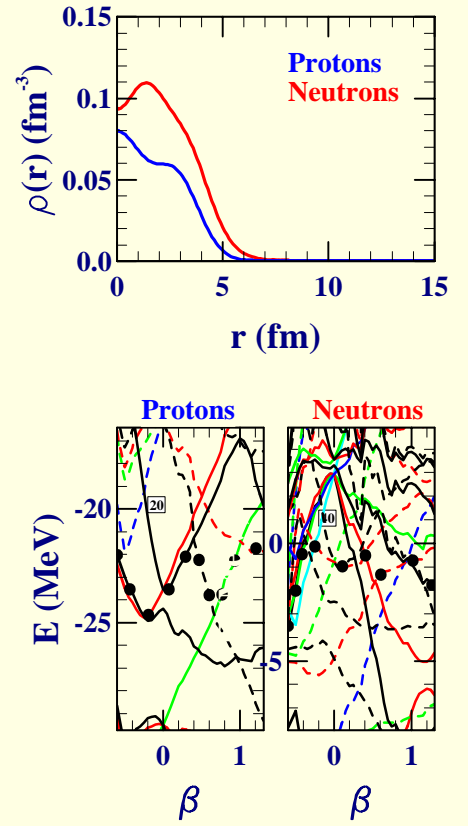 0.15
0.1
0.05
0.0
ρ(r) (fm-3)
Protons
Neutrons
0 5 10 15
r (fm)
Protons Neutrons
E (MeV)
-20
-25
20
0
-5
40
0 1 0 1
β β